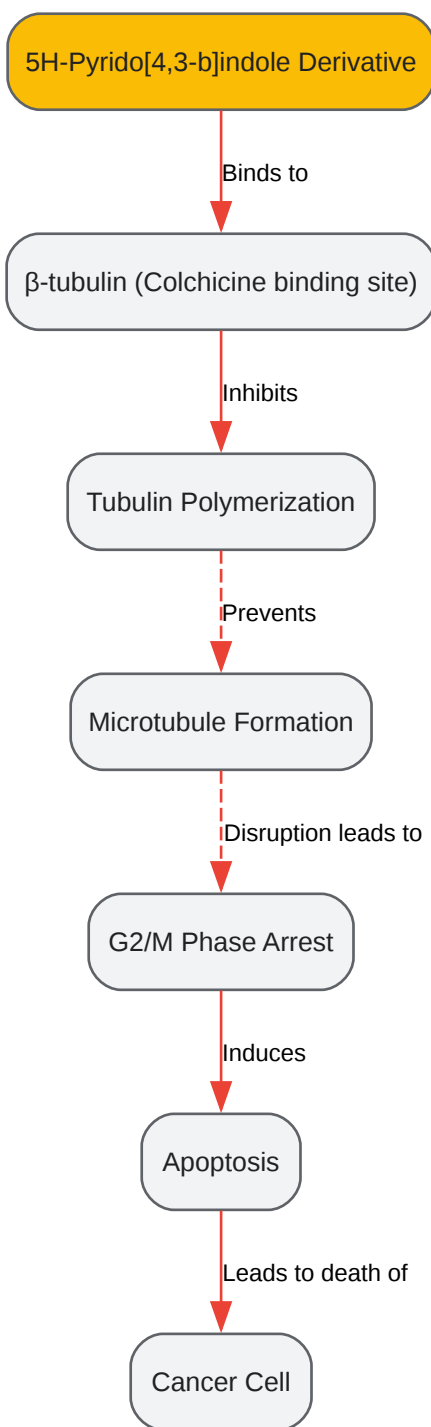 5H-Pyrido[4,3-b]indole Derivative
Binds to
β-tubulin (Colchicine binding site)
Inhibits
Tubulin Polymerization
Prevents
Microtubule Formation
Disruption leads to
G2/M Phase Arrest
Induces
Apoptosis
Leads to death of
Cancer Cell